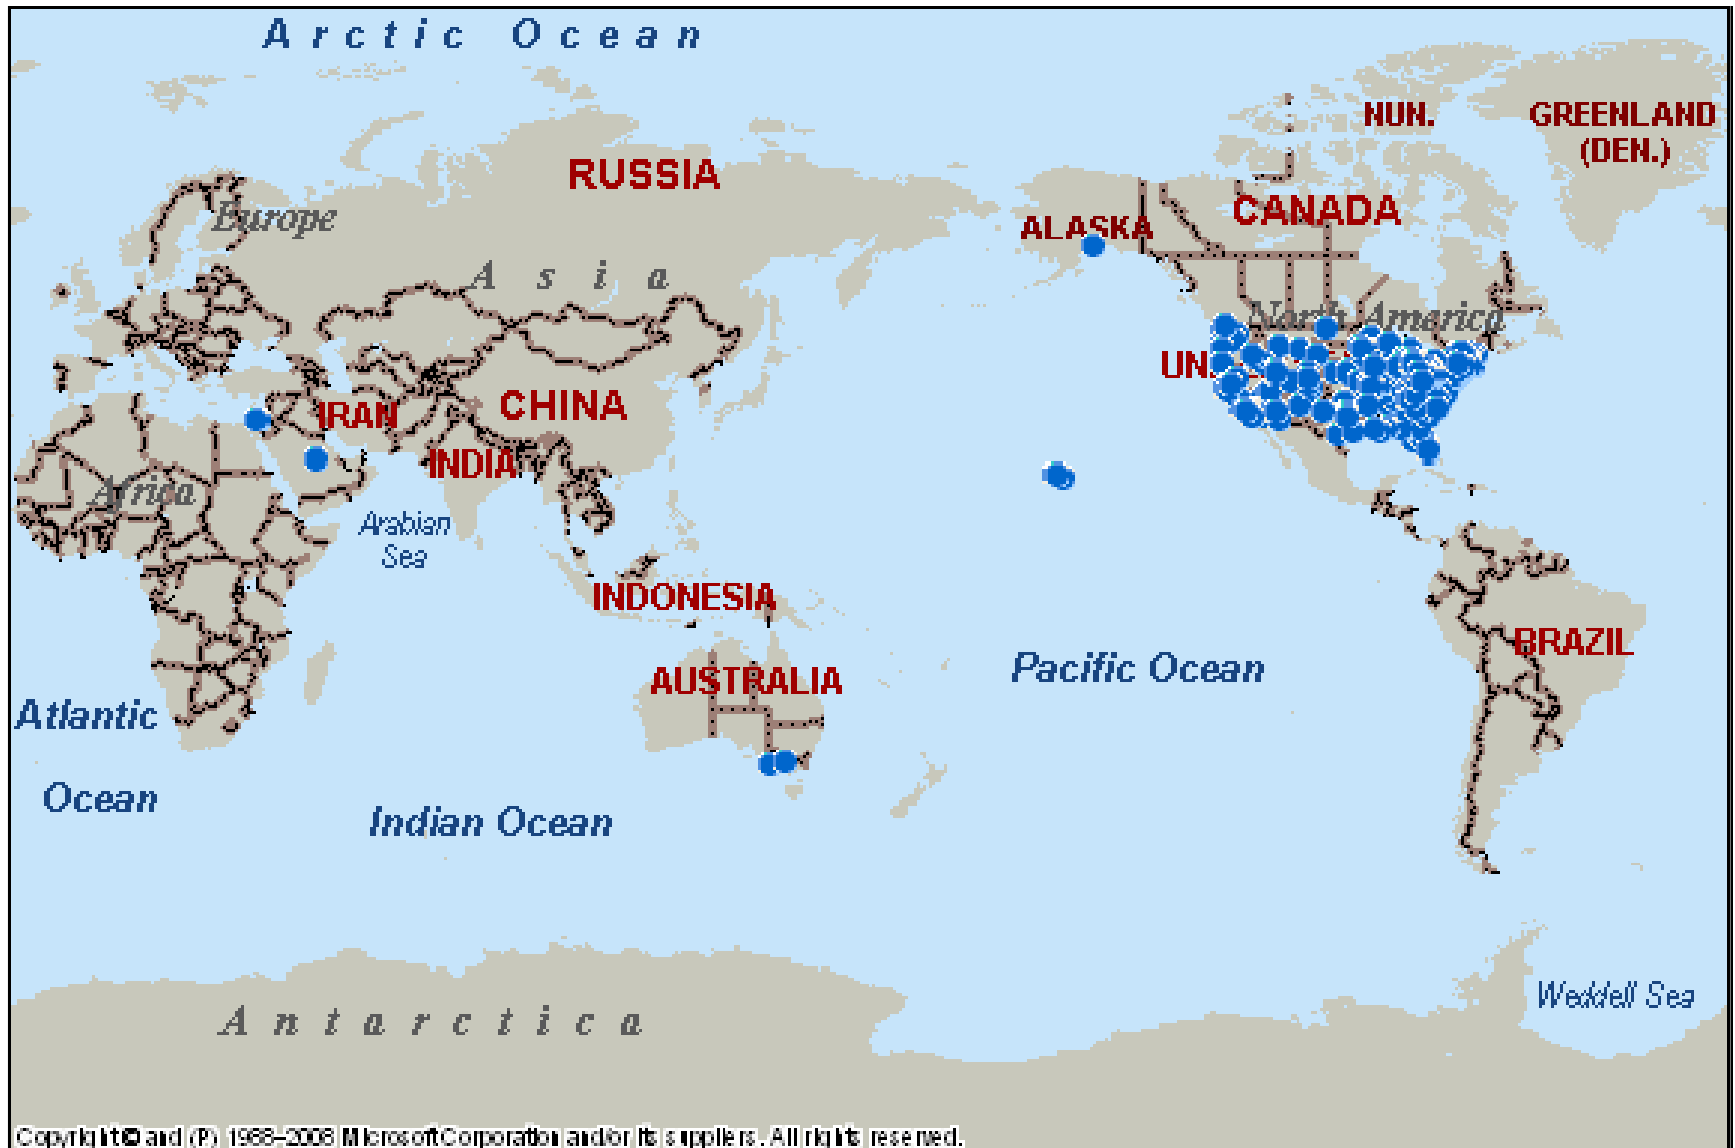 Arctic Ocean
NUN.
GREENLAND
(DEN.)
RUSSIA
CANADA
Europe
ALASKA
Asia
North America
UN.
CHINA
IRAN
INDIA
Africa
Arabian
Sea
INDONESIA
BRAZIL
Pacific Ocean
AUSTRALIA
Atlantic
Ocean
Indian Ocean
Weddell Sea
Antarctica
Copyright © and (P) 1988–2008 Microsoft Corporation and/or its suppliers. All rights reserved.